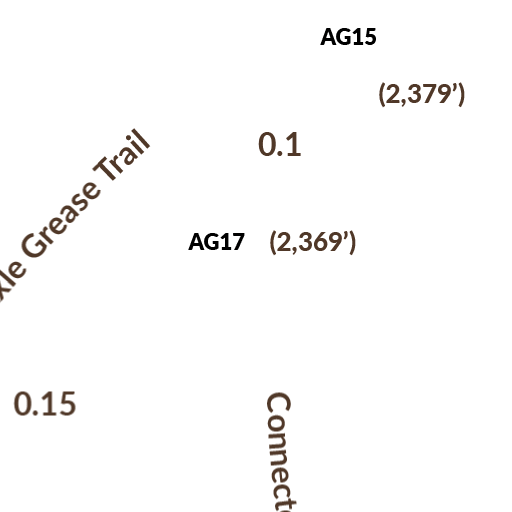 AG15
(2,379’)
0.1
xle Grease Trail
AG17 (2,369’)
0.15
Connect